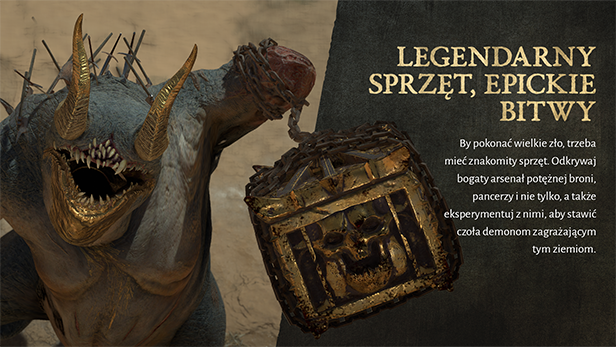 LEGENDARNY
SPRZĘT, EPICKIE
BITWY
By pokonać wielkie zło, trzeba
mieć znakomity sprzęt. Odkrywaj
bogaty arsenał potężnej broni,
pancerzy i nie tylko, a także
eksperymentuj z nimi, aby stawić
czoła demonom zagrażającym
tym ziemiom.